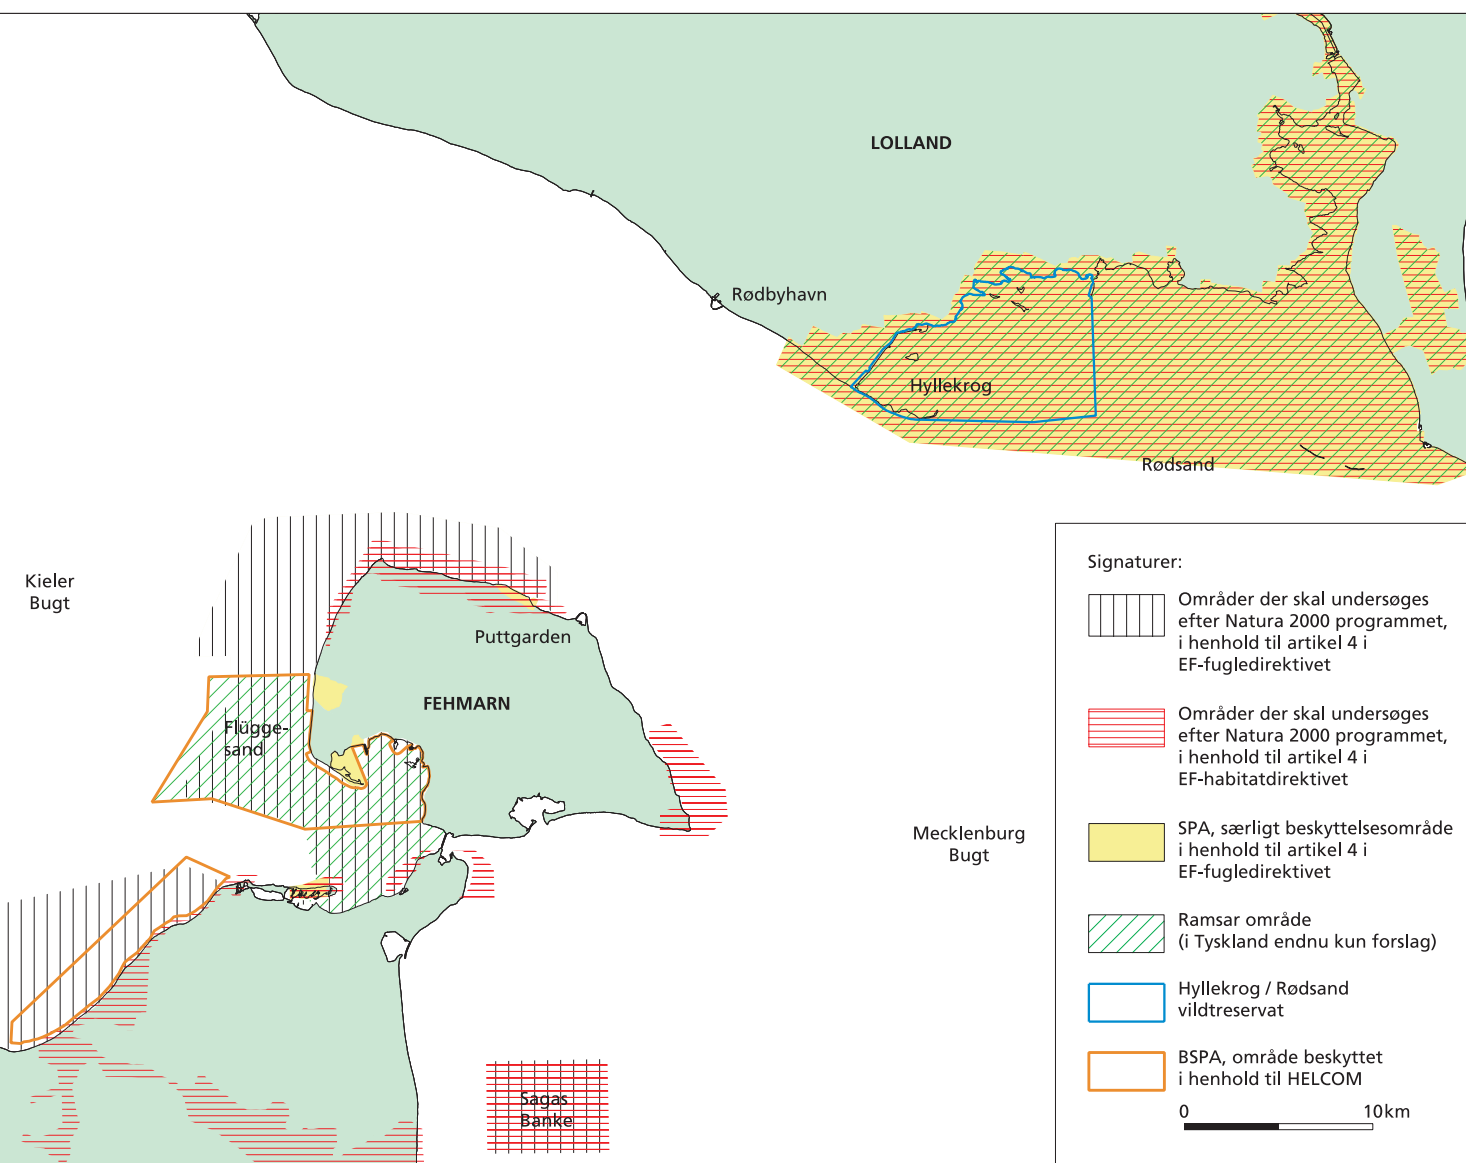 LOLLAND
Rødbyhavn
Hyllekrog
Rødsand
Kieler
Bugt
Puttgarden
FEHMARN
Flügge-
sand
Mecklenburg
Bugt
Sagas
Banke
Signaturer:
Områder der skal undersøges
efter Natura 2000 programmet,
i henhold til artikel 4 i
EF-fugledirektivet
Områder der skal undersøges
efter Natura 2000 programmet,
i henhold til artikel 4 i
EF-habitatdirektivet
SPA, særligt beskyttelsesområde
i henhold til artikel 4 i
EF-fugledirektivet
Ramsar område
(i Tyskland endnu kun forslag)
Hyllekrog / Rødsand
vildtreservat
BSPA, område beskyttet
i henhold til HELCOM
0 10km